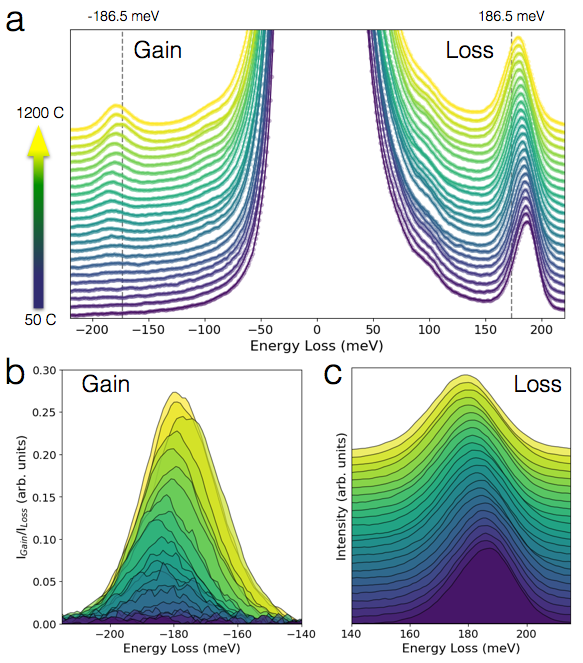 a
-186.5 meV
186.5 meV
Gain
Loss
1200 C
50 C
−200 −150 −100 −50 0 50 100 150 200
Energy Loss (meV)
b
Gain
0.30
0.25
0.20
0.15
0.10
0.05
0.00
I_Gain/I_Loss (arb. units)
−200 −180 −160 −140
Energy Loss (meV)
c
Loss
Intensity (arb. units)
140 160 180 200
Energy Loss (meV)